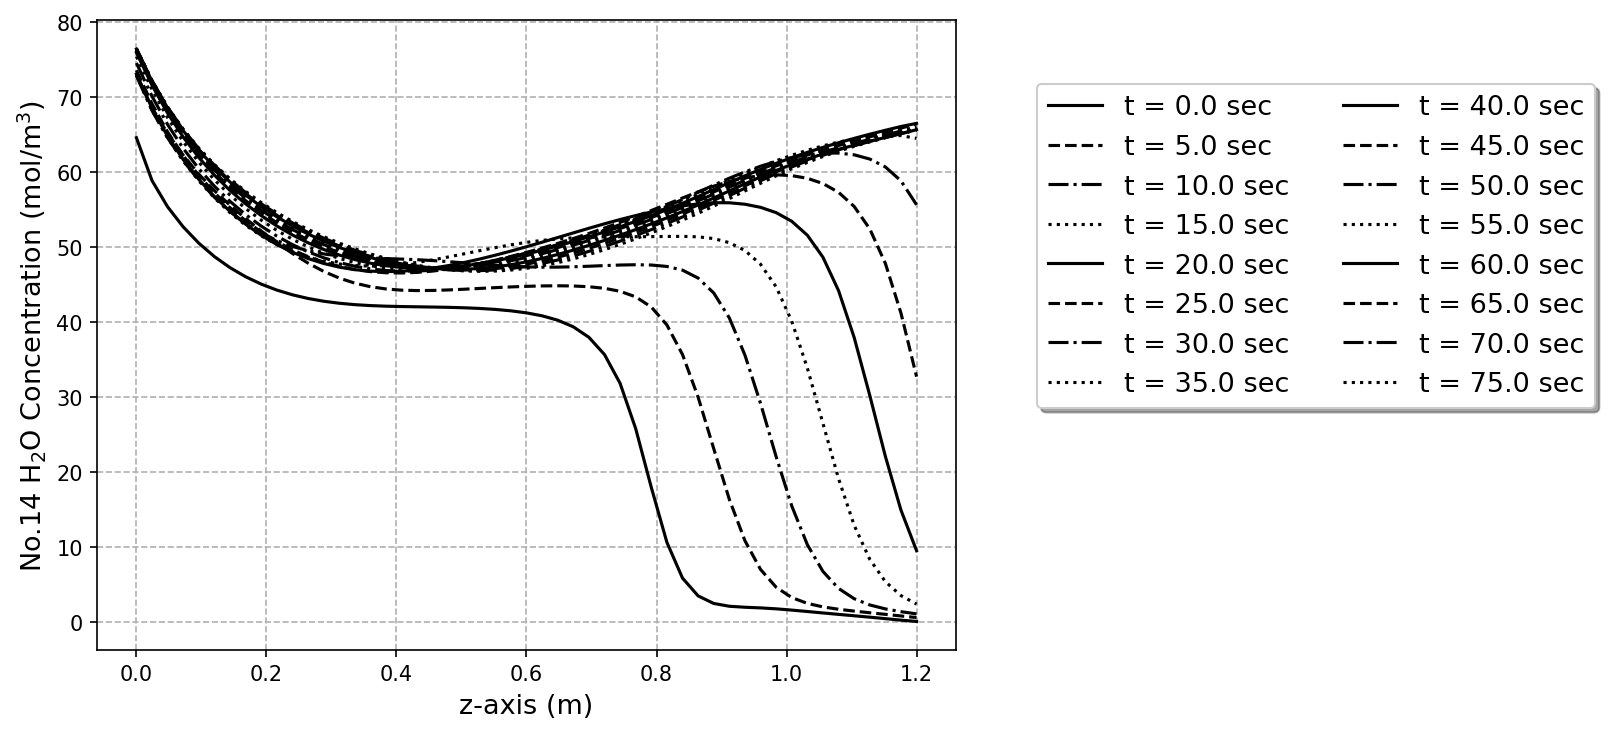 80
70
60
50
40
30
20
10
0
No.14 H₂O Concentration (mol/m³)
0.0 0.2 0.4 0.6 0.8 1.0 1.2
z-axis (m)
t = 0.0 sec
t = 5.0 sec
t = 10.0 sec
t = 15.0 sec
t = 20.0 sec
t = 25.0 sec
t = 30.0 sec
t = 35.0 sec
t = 40.0 sec
t = 45.0 sec
t = 50.0 sec
t = 55.0 sec
t = 60.0 sec
t = 65.0 sec
t = 70.0 sec
t = 75.0 sec